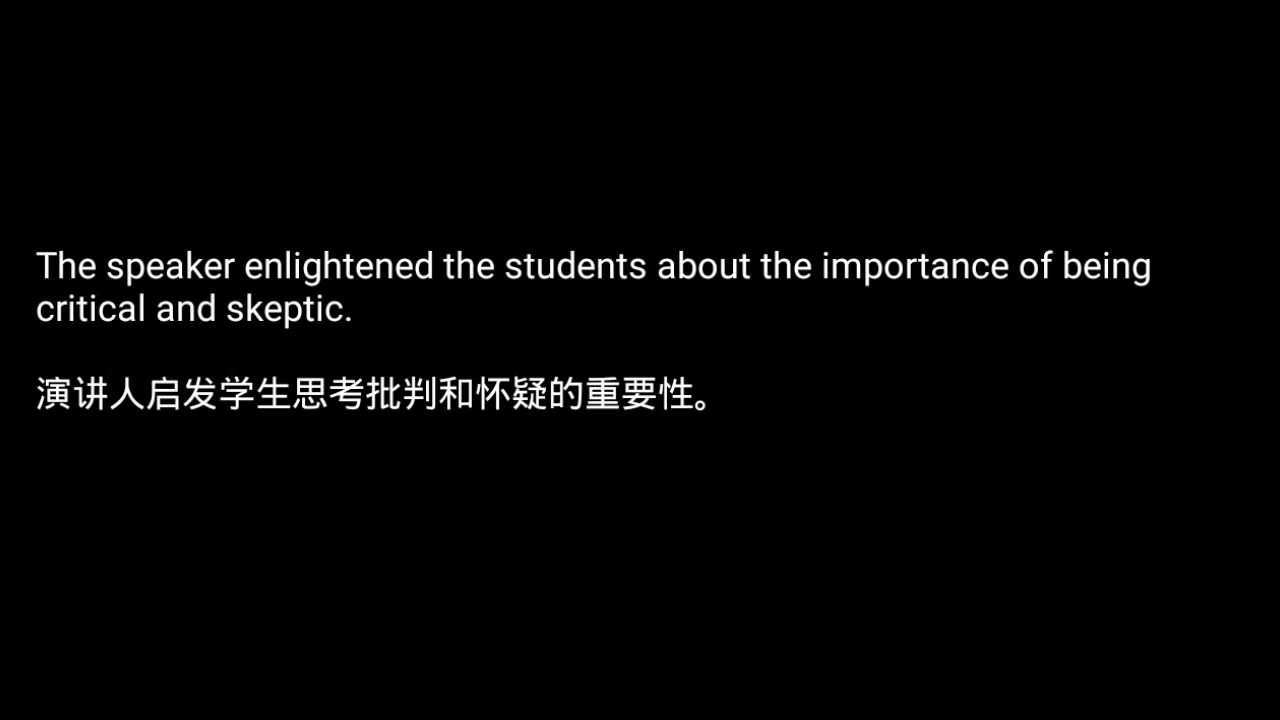 The speaker enlightened the students about the importance of being
critical and skeptic.
演讲人启发学生思考批判和怀疑的重要性。